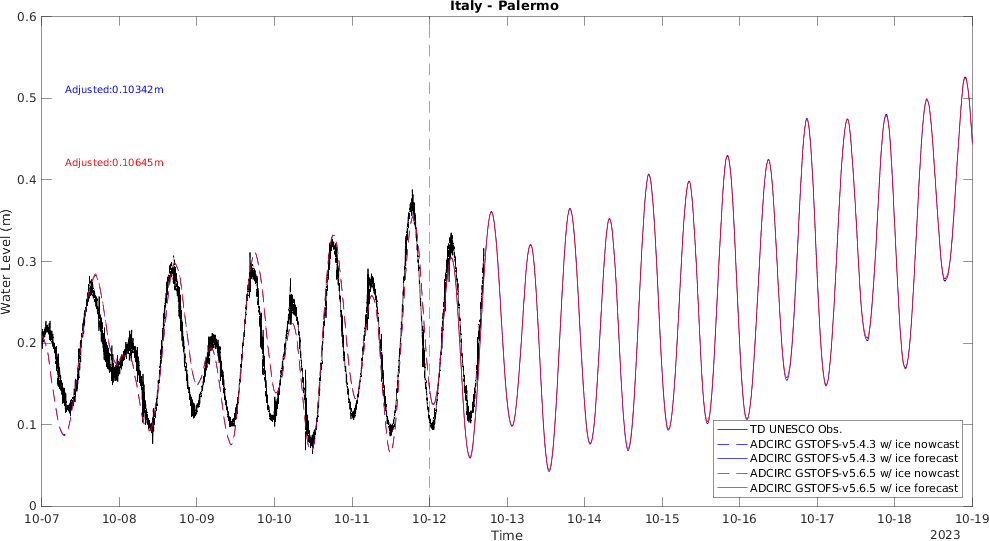 Italy - Palermo
0.6
0.5
0.4
0.3
0.2
0.1
0
Water Level (m)
Adjusted:0.10342m
Adjusted:0.10645m
TD UNESCO Obs.
ADCIRC GSTOFS-v5.4.3 w/ ice nowcast
ADCIRC GSTOFS-v5.4.3 w/ ice forecast
ADCIRC GSTOFS-v5.6.5 w/ ice nowcast
ADCIRC GSTOFS-v5.6.5 w/ ice forecast
10-07 10-08 10-09 10-10 10-11 10-12 10-13 10-14 10-15 10-16 10-17 10-18 10-19
Time
2023